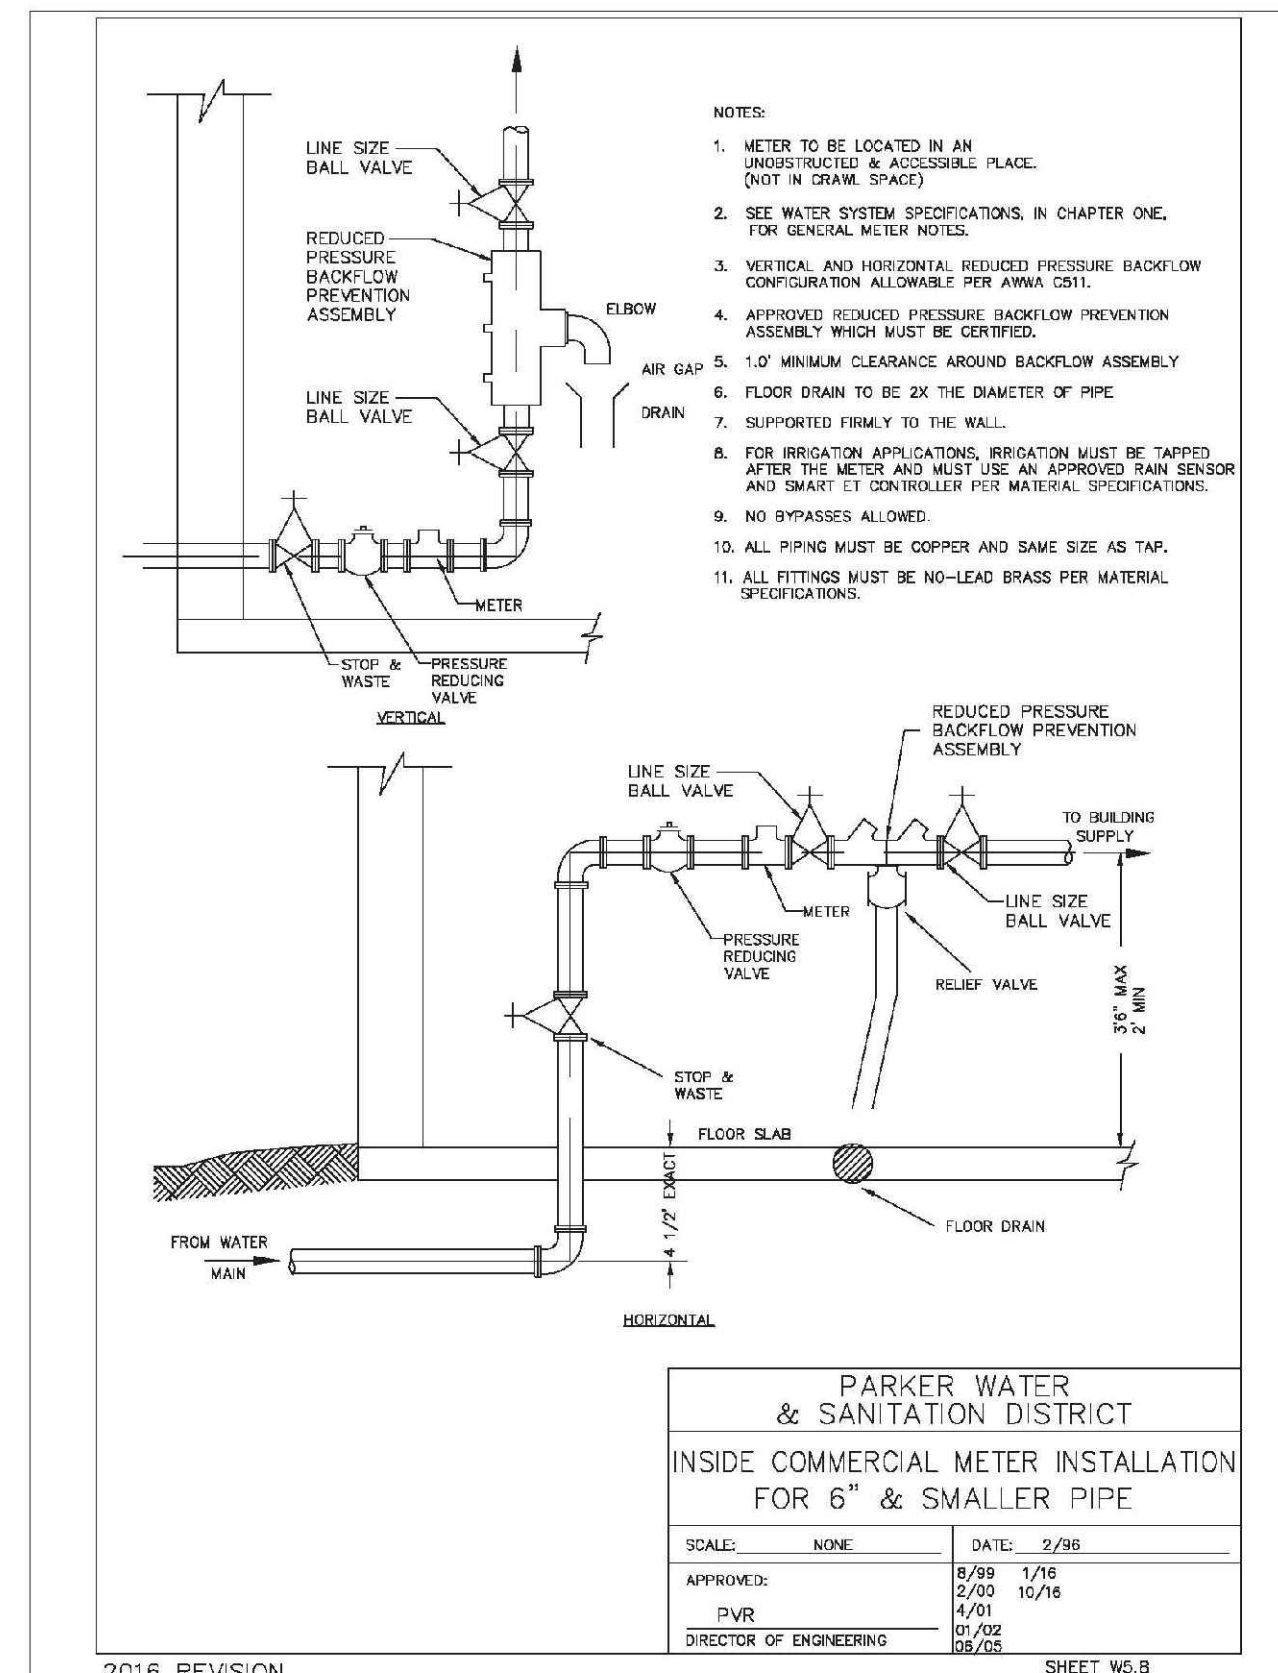 LINE SIZE
BALL VALVE
REDUCED
PRESSURE
BACKFLOW
PREVENTION
ASSEMBLY
ELBOW
AIR GAP
DRAIN
LINE SIZE
BALL VALVE
METER
STOP &
WASTE
PRESSURE
REDUCING
VALVE
VERTICAL
NOTES:
1. METER TO BE LOCATED IN AN
UNOBSTRUCTED & ACCESSIBLE PLACE.
(NOT IN CRAWL SPACE)
2. SEE WATER SYSTEM SPECIFICATIONS, IN CHAPTER ONE,
FOR GENERAL METER NOTES.
3. VERTICAL AND HORIZONTAL REDUCED PRESSURE BACKFLOW
CONFIGURATION ALLOWABLE PER AWWA C511.
4. APPROVED REDUCED PRESSURE BACKFLOW PREVENTION
ASSEMBLY WHICH MUST BE CERTIFIED.
5. 1.0' MINIMUM CLEARANCE AROUND BACKFLOW ASSEMBLY
6. FLOOR DRAIN TO BE 2X THE DIAMETER OF PIPE
7. SUPPORTED FIRMLY TO THE WALL.
8. FOR IRRIGATION APPLICATIONS, IRRIGATION MUST BE TAPPED
AFTER THE METER AND MUST USE AN APPROVED RAIN SENSOR
AND SMART ET CONTROLLER PER MATERIAL SPECIFICATIONS.
9. NO BYPASSES ALLOWED.
10. ALL PIPING MUST BE COPPER AND SAME SIZE AS TAP.
11. ALL FITTINGS MUST BE NO-LEAD BRASS PER MATERIAL
SPECIFICATIONS.
REDUCED PRESSURE
BACKFLOW PREVENTION
ASSEMBLY
LINE SIZE
BALL VALVE
TO BUILDING
SUPPLY
METER
LINE SIZE
BALL VALVE
PRESSURE
REDUCING
VALVE
RELIEF VALVE
3'6" MAX
2' MIN
STOP &
WASTE
FLOOR SLAB
4 1/2' EXACT
FLOOR DRAIN
FROM WATER
MAIN
HORIZONTAL
PARKER WATER
& SANITATION DISTRICT
INSIDE COMMERCIAL METER INSTALLATION
FOR 6" & SMALLER PIPE
SCALE: NONE
DATE: 2/96
APPROVED:
PVR
DIRECTOR OF ENGINEERING
8/99 1/16
2/00 10/16
4/01
01/02
06/05
2016 REVISION
SHEET W5.8